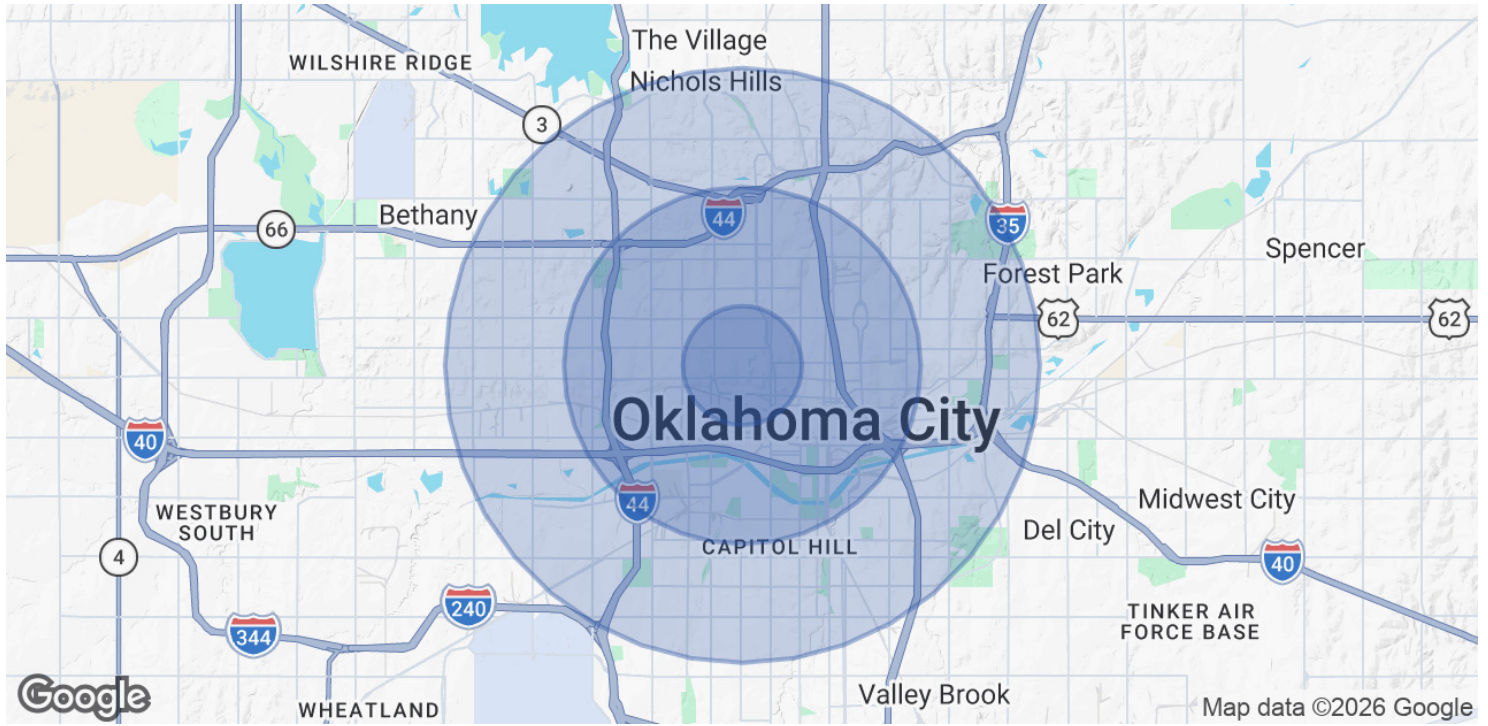 The Village
WILSHIRE RIDGE
Nichols Hills
3
44
Bethany
66
35
Spencer
Forest Park
62
62
Oklahoma City
40
44
Midwest City
WESTBURY
SOUTH
Del City
CAPITOL HILL
4
40
240
344
TINKER AIR
FORCE BASE
Valley Brook
Google
WHEATLAND
Map data ©2026 Google